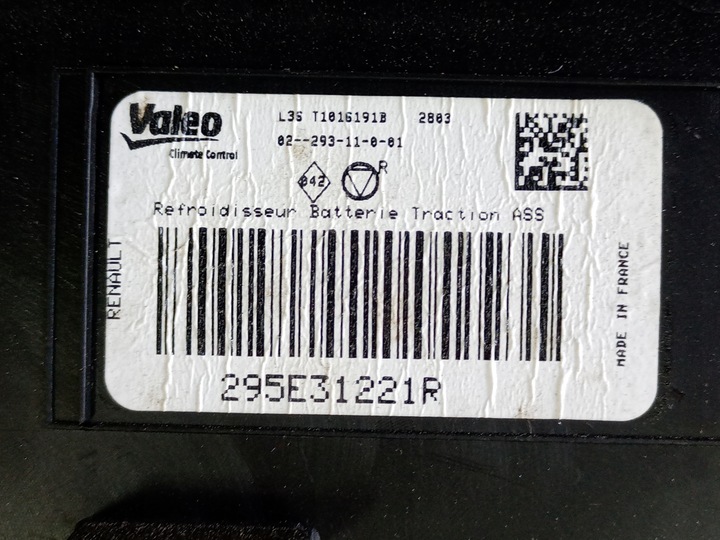 Valeo
Climate Control
L36 T1016191B 2803
02--293-11-0-01
042
R
Refroidisseur Batterie Traction ASS
RENAULT
MADE IN FRANCE
295E31221R